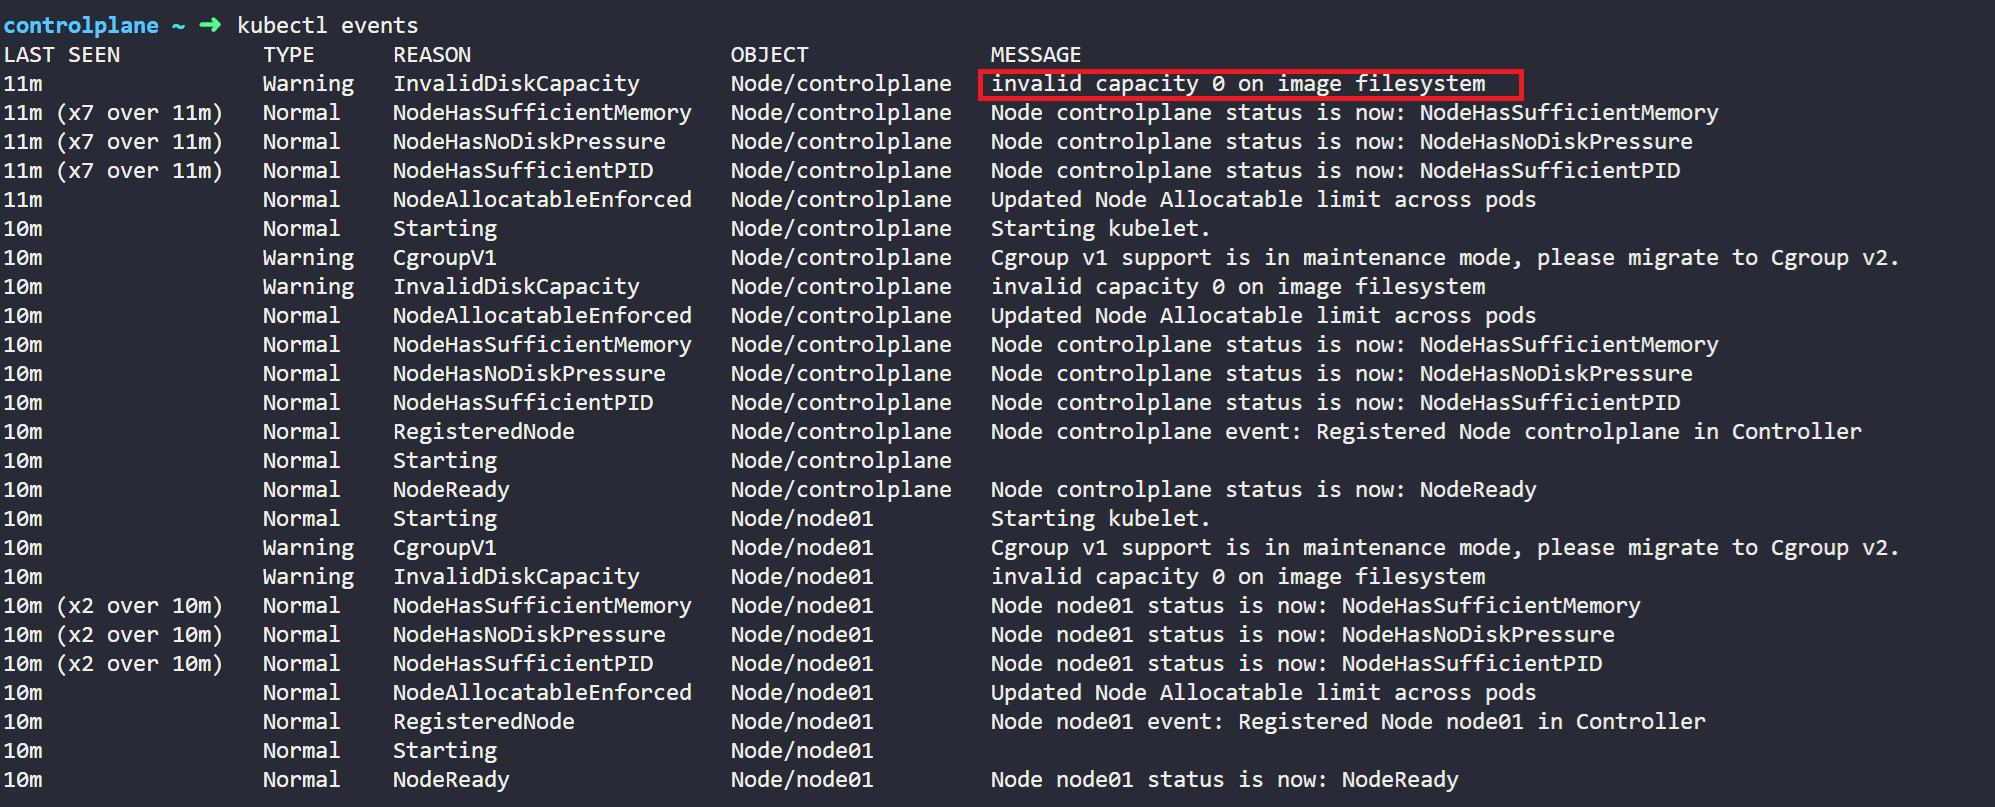 controlplane ~ ➜ kubectl events
LAST SEEN TYPE REASON OBJECT MESSAGE
11m Warning InvalidDiskCapacity Node/controlplane invalid capacity 0 on image filesystem
11m (x7 over 11m) Normal NodeHasSufficientMemory Node/controlplane Node controlplane status is now: NodeHasSufficientMemory
11m (x7 over 11m) Normal NodeHasNoDiskPressure Node/controlplane Node controlplane status is now: NodeHasNoDiskPressure
11m (x7 over 11m) Normal NodeHasSufficientPID Node/controlplane Node controlplane status is now: NodeHasSufficientPID
11m Normal NodeAllocatableEnforced Node/controlplane Updated Node Allocatable limit across pods
10m Normal Starting Node/controlplane Starting kubelet.
10m Warning CgroupV1 Node/controlplane Cgroup v1 support is in maintenance mode, please migrate to Cgroup v2.
10m Warning InvalidDiskCapacity Node/controlplane invalid capacity 0 on image filesystem
10m Normal NodeAllocatableEnforced Node/controlplane Updated Node Allocatable limit across pods
10m Normal NodeHasSufficientMemory Node/controlplane Node controlplane status is now: NodeHasSufficientMemory
10m Normal NodeHasNoDiskPressure Node/controlplane Node controlplane status is now: NodeHasNoDiskPressure
10m Normal NodeHasSufficientPID Node/controlplane Node controlplane status is now: NodeHasSufficientPID
10m Normal RegisteredNode Node/controlplane Node controlplane event: Registered Node controlplane in Controller
10m Normal Starting Node/controlplane
10m Normal NodeReady Node/controlplane Node controlplane status is now: NodeReady
10m Normal Starting Node/node01 Starting kubelet.
10m Warning CgroupV1 Node/node01 Cgroup v1 support is in maintenance mode, please migrate to Cgroup v2.
10m Warning InvalidDiskCapacity Node/node01 invalid capacity 0 on image filesystem
10m (x2 over 10m) Normal NodeHasSufficientMemory Node/node01 Node node01 status is now: NodeHasSufficientMemory
10m (x2 over 10m) Normal NodeHasNoDiskPressure Node/node01 Node node01 status is now: NodeHasNoDiskPressure
10m (x2 over 10m) Normal NodeHasSufficientPID Node/node01 Node node01 status is now: NodeHasSufficientPID
10m Normal NodeAllocatableEnforced Node/node01 Updated Node Allocatable limit across pods
10m Normal RegisteredNode Node/node01 Node node01 event: Registered Node node01 in Controller
10m Normal Starting Node/node01
10m Normal NodeReady Node/node01 Node node01 status is now: NodeReady